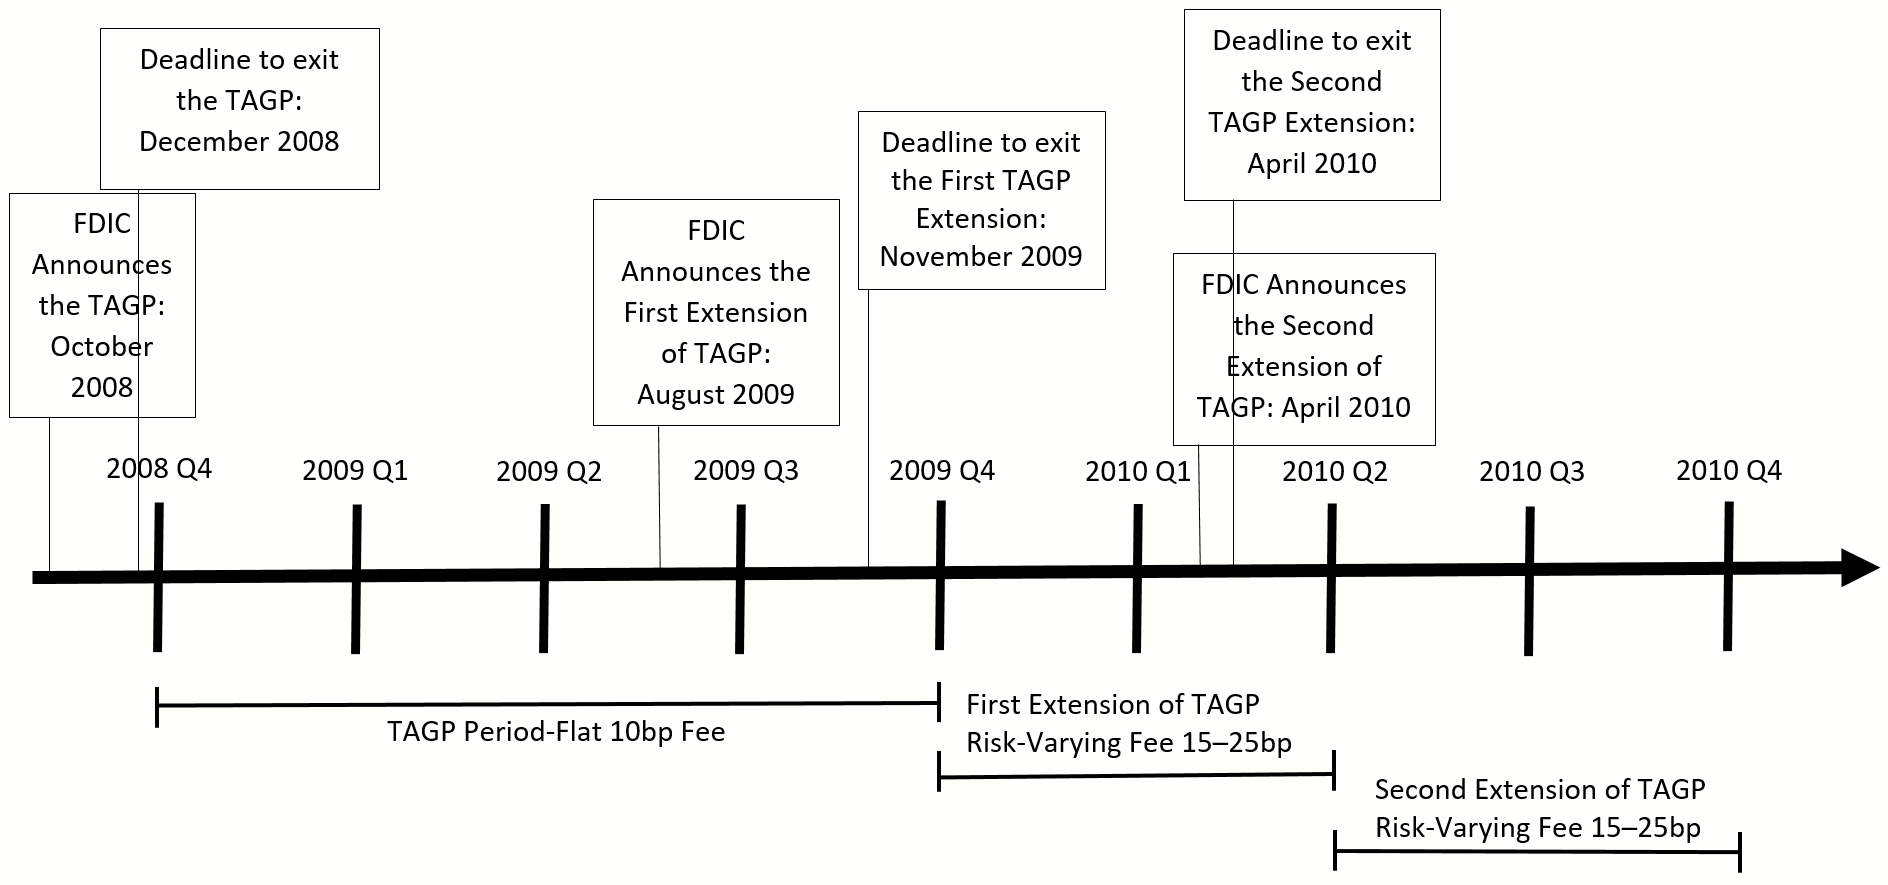 Deadline to exit
the TAGP:
December 2008
FDIC
Announces
the TAGP:
October
2008
FDIC
Announces the
First Extension
of TAGP:
August 2009
Deadline to exit
the First TAGP
Extension:
November 2009
Deadline to exit
the Second
TAGP Extension:
April 2010
FDIC Announces
the Second
Extension of
TAGP: April 2010
2008 Q4
2009 Q1
2009 Q2
2009 Q3
2009 Q4
2010 Q1
2010 Q2
2010 Q3
2010 Q4
TAGP Period-Flat 10bp Fee
First Extension of TAGP
Risk-Varying Fee 15–25bp
Second Extension of TAGP
Risk-Varying Fee 15–25bp